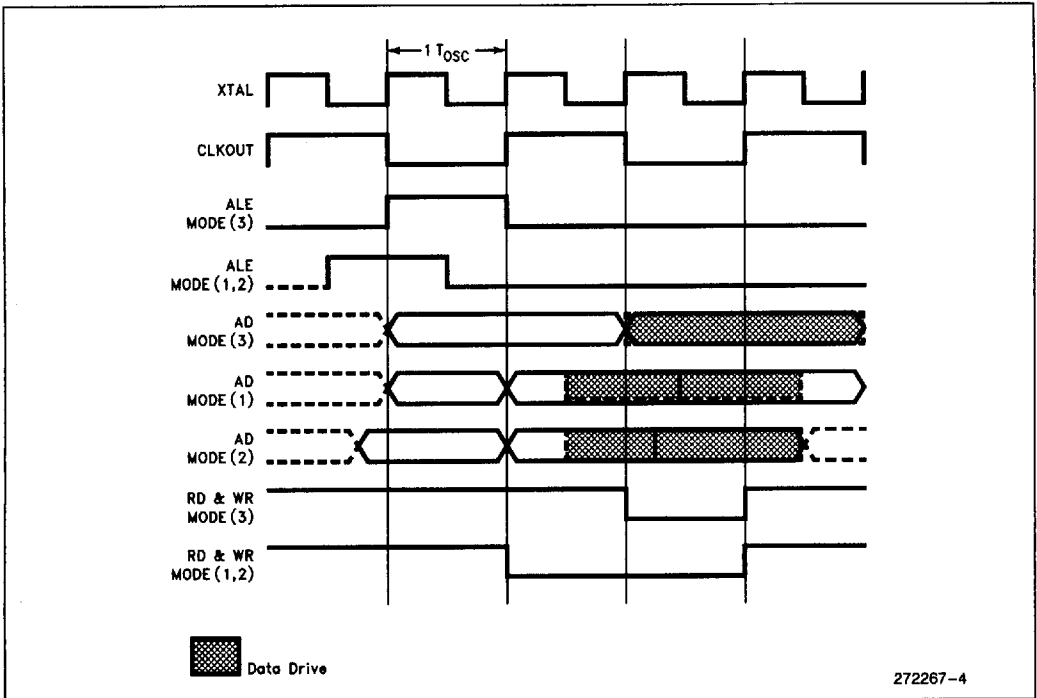 1 TOSC
XTAL
CLKOUT
ALE
MODE (3)
ALE
MODE (1,2)
AD
MODE (3)
AD
MODE (1)
AD
MODE (2)
RD & WR
MODE (3)
RD & WR
MODE (1,2)
Data Drive
272267-4